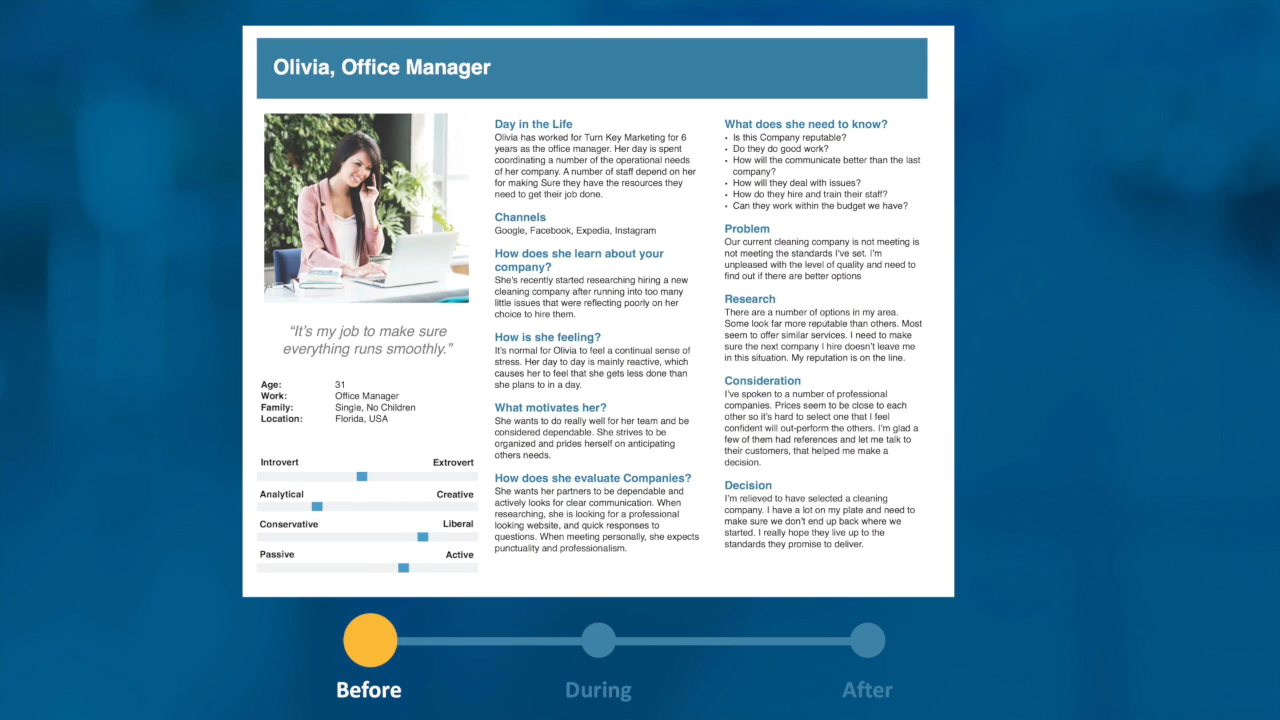 Olivia, Office Manager
“It’s my job to make sure
everything runs smoothly.”
Age: 31
Work: Office Manager
Family: Single, No Children
Location: Florida, USA
Introvert Extrovert
Analytical Creative
Conservative Liberal
Passive Active
Day in the Life
Olivia has worked for Turn Key Marketing for 6
years as the office manager. Her day is spent
coordinating a number of the operational needs
of her company. A number of staff depend on her
for making Sure they have the resources they
need to get their job done.
Channels
Google, Facebook, Expedia, Instagram
How does she learn about your
company?
She's recently started researching hiring a new
cleaning company after running into too many
little issues that were reflecting poorly on her
choice to hire them.
How is she feeling?
It's normal for Olivia to feel a continual sense of
stress. Her day to day is mainly reactive, which
causes her to feel that she gets less done than
she plans to in a day.
What motivates her?
She wants to do really well for her team and be
considered dependable. She strives to be
organized and prides herself on anticipating
others needs.
How does she evaluate Companies?
She wants her partners to be dependable and
actively looks for clear communication. When
researching, she is looking for a professional
looking website, and quick responses to
questions. When meeting personally, she expects
punctuality and professionalism.
What does she need to know?
• Is this Company reputable?
• Do they do good work?
• How will the communicate better than the last
company?
• How will they deal with issues?
• How do they hire and train their staff?
• Can they work within the budget we have?
Problem
Our current cleaning company is not meeting is
not meeting the standards I've set. I'm
unpleased with the level of quality and need to
find out if there are better options
Research
There are a number of options in my area.
Some look far more reputable than others. Most
seem to offer similar services. I need to make
sure the next company I hire doesn't leave me
in this situation. My reputation is on the line.
Consideration
I've spoken to a number of professional
companies. Prices seem to be close to each
other so it's hard to select one that I feel
confident will out-perform the others. I'm glad a
few of them had references and let me talk to
their customers, that helped me make a
decision.
Decision
I'm relieved to have selected a cleaning
company. I have a lot on my plate and need to
make sure we don't end up back where we
started. I really hope they live up to the
standards they promise to deliver.
Before During After